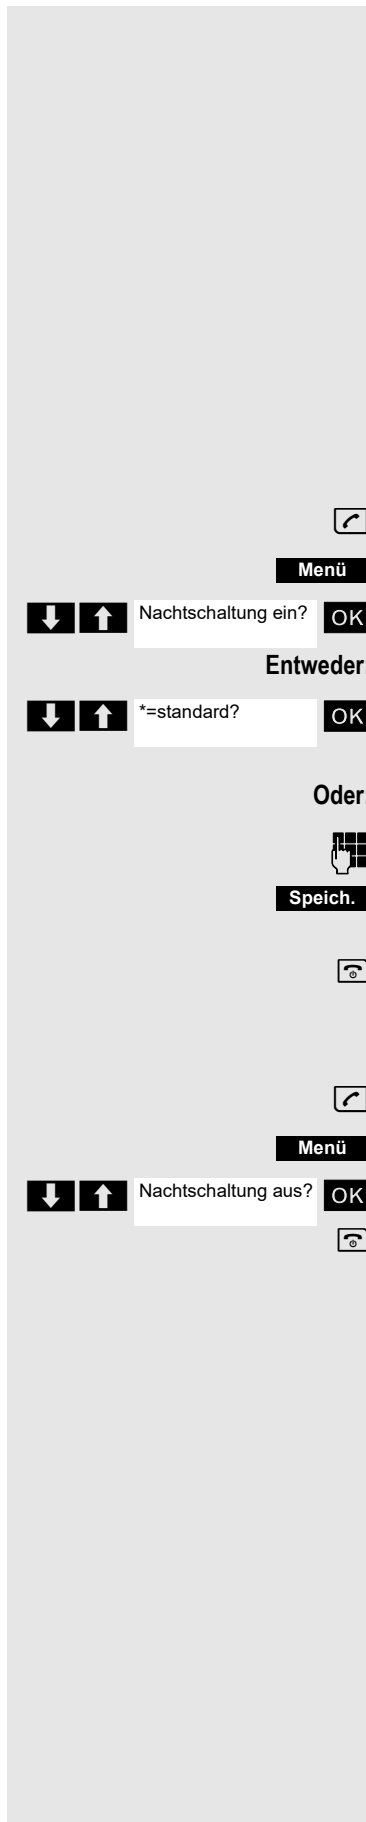 Menü
Nachtschaltung ein? OK
Entweder:
*=standard? OK
Oder:
Speich.
Menü
Nachtschaltung aus? OK